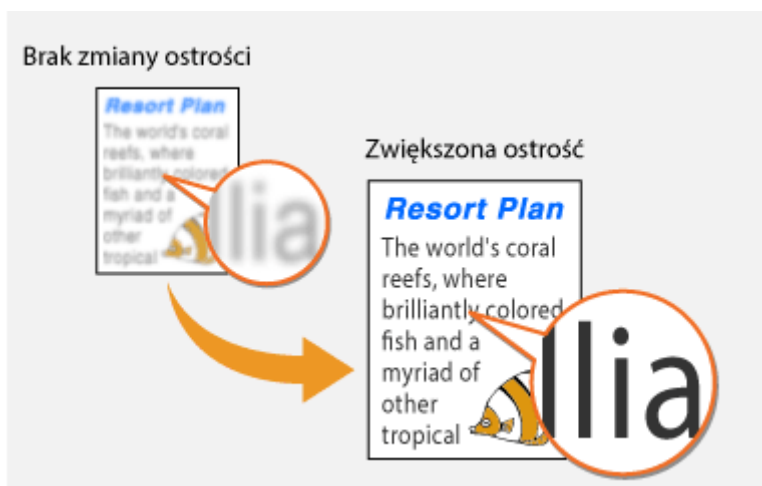 Brak zmiany ostrości
Resort Plan
The world's coral
reefs, where
brilliantly colored
fish and a
myriad of
other
tropical
lia
Zwiększona ostrość
Resort Plan
The world's coral
reefs, where
brilliantly colored
fish and a
myriad of
other
tropical
llia